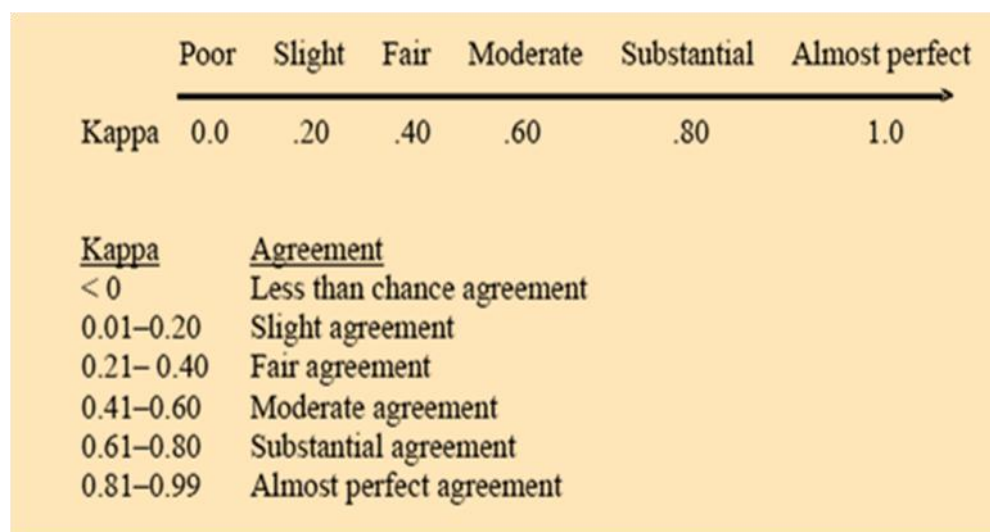 Poor Slight Fair Moderate Substantial Almost perfect
Kappa 0.0 .20 .40 .60 .80 1.0
Kappa Agreement
< 0 Less than chance agreement
0.01–0.20 Slight agreement
0.21– 0.40 Fair agreement
0.41–0.60 Moderate agreement
0.61–0.80 Substantial agreement
0.81–0.99 Almost perfect agreement